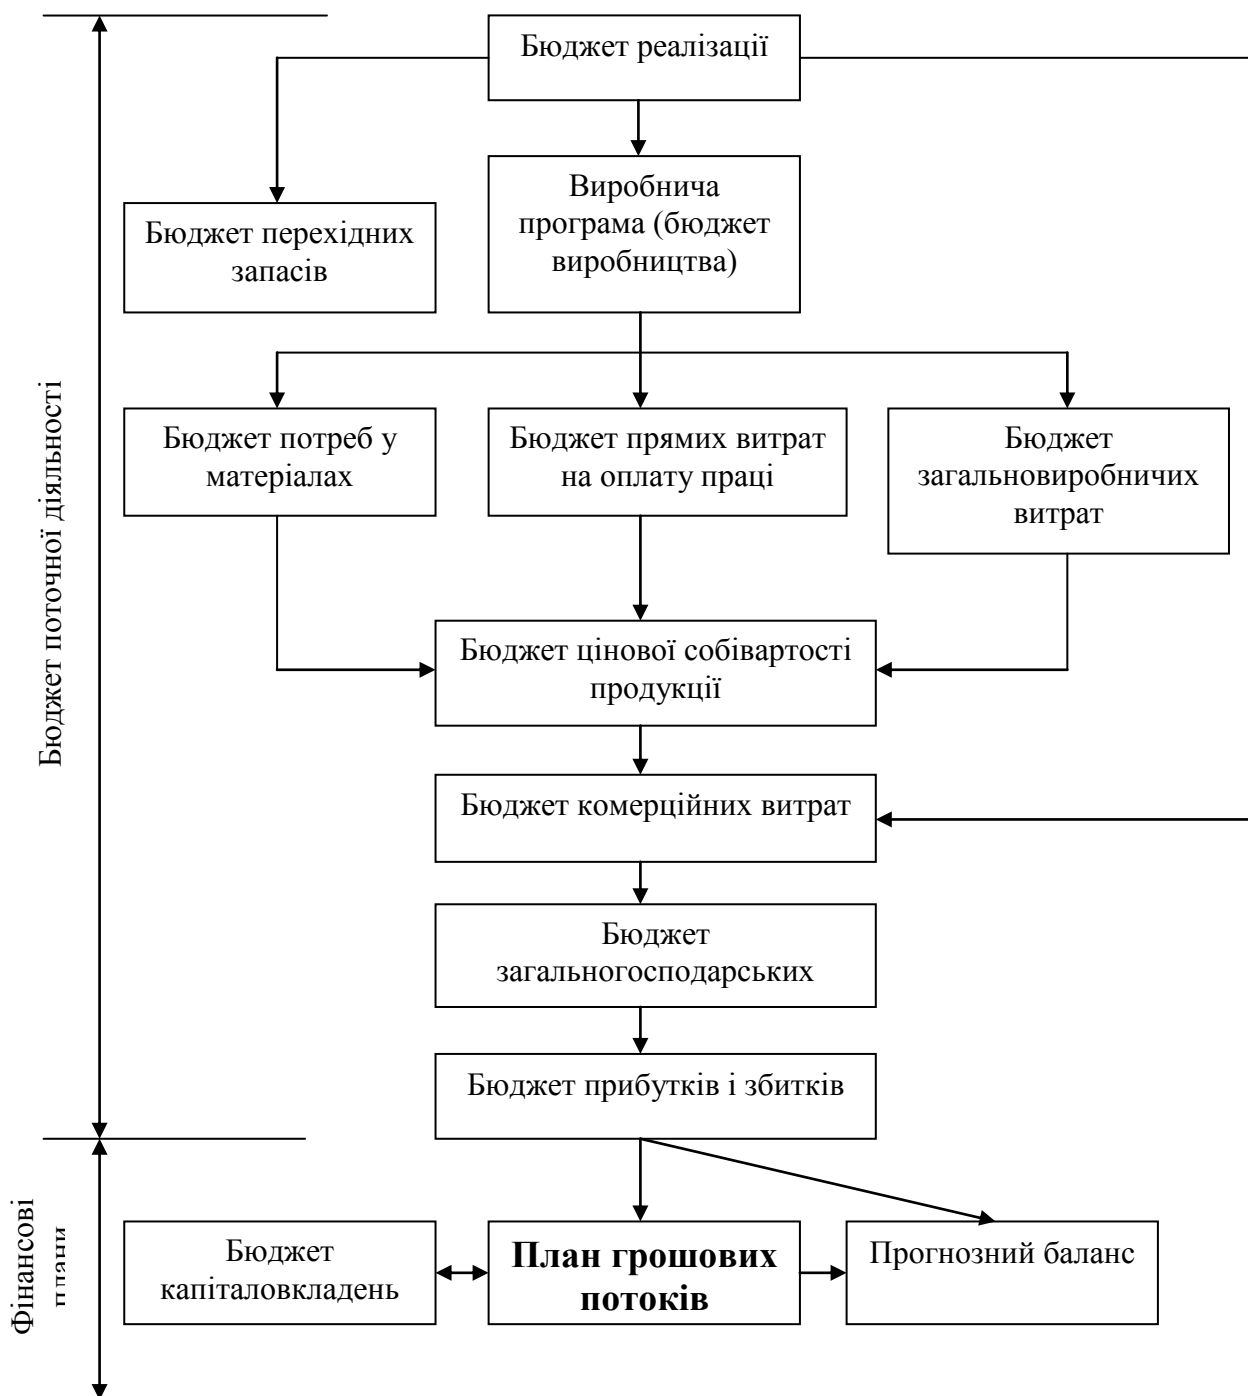 Бюджет реалізації
Бюджет перехідних
запасів
Виробнича
програма (бюджет
виробництва)
Бюджет потреб у
матеріалах
Бюджет прямих витрат
на оплату праці
Бюджет
загальновиробничих
витрат
Бюджет цінової собівартості
продукції
Бюджет комерційних витрат
Бюджет
загальногосподарських
Бюджет прибутків і збитків
Бюджет
капіталовкладень
План грошових
потоків
Прогнозний баланс
Бюджет поточної діяльності
Фінансові
плани